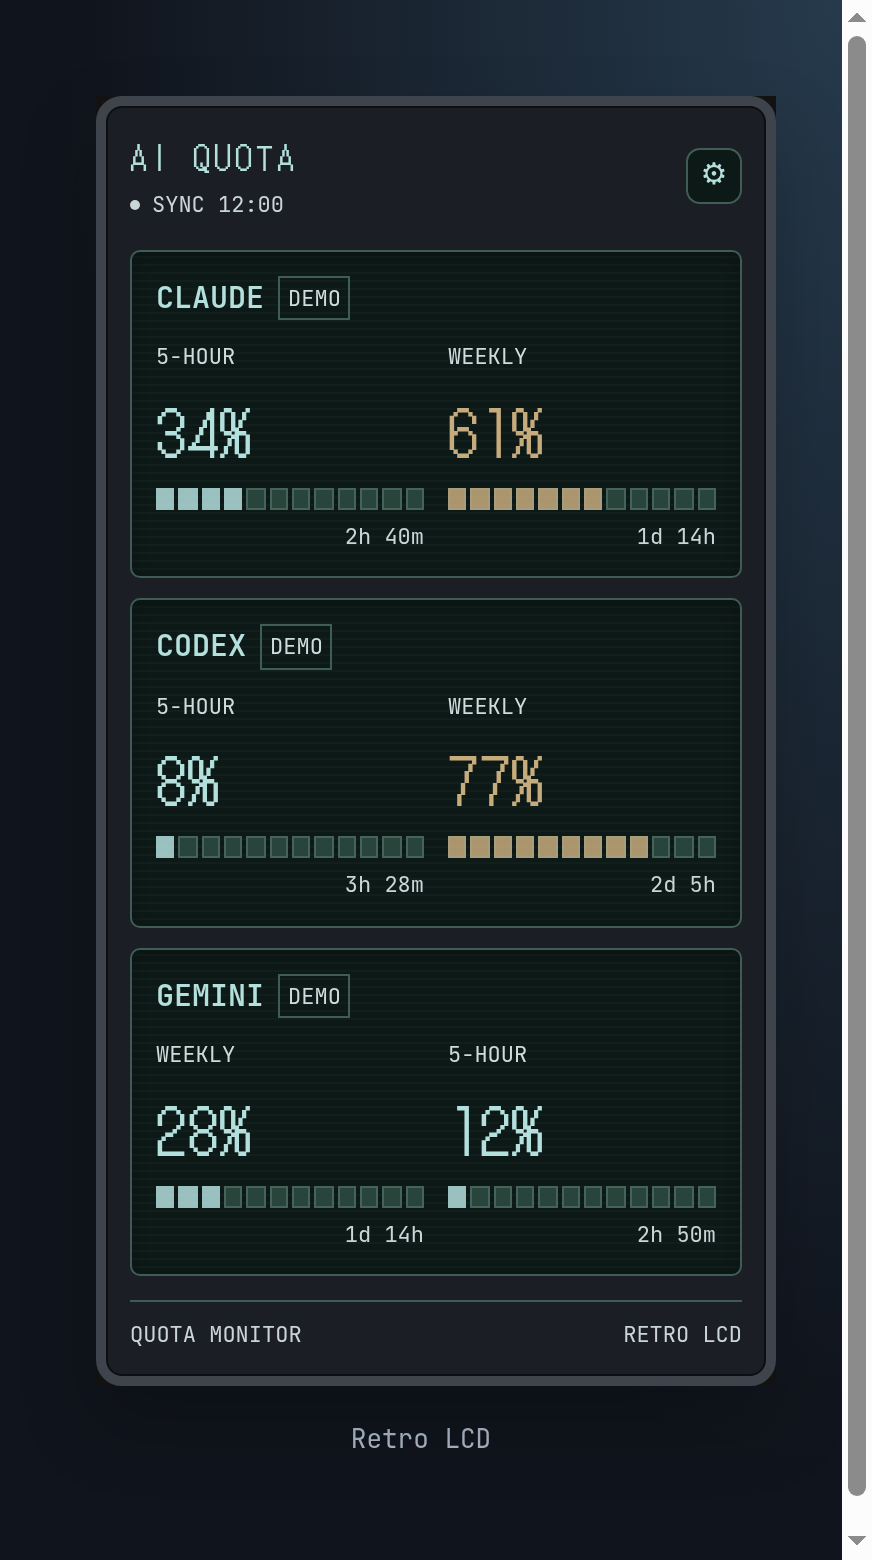 AI QUOTA
SYNC 12:00
CLAUDE DEMO
5-HOUR WEEKLY
34% 61%
2h 40m 1d 14h
CODEX DEMO
5-HOUR WEEKLY
8% 77%
3h 28m 2d 5h
GEMINI DEMO
WEEKLY 5-HOUR
28% 12%
1d 14h 2h 50m
QUOTA MONITOR RETRO LCD
Retro LCD